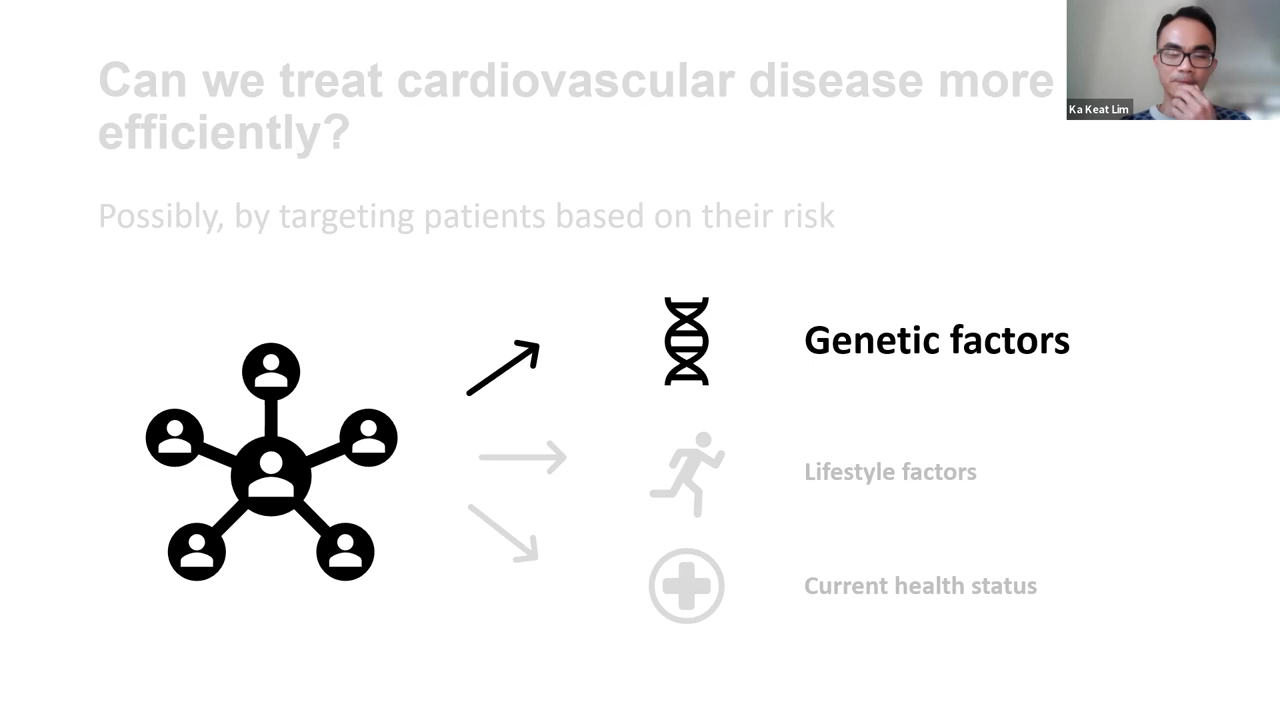 Can we treat cardiovascular disease more
efficiently?
Ka Keat Lim
Possibly, by targeting patients based on their risk
Genetic factors
Lifestyle factors
Current health status